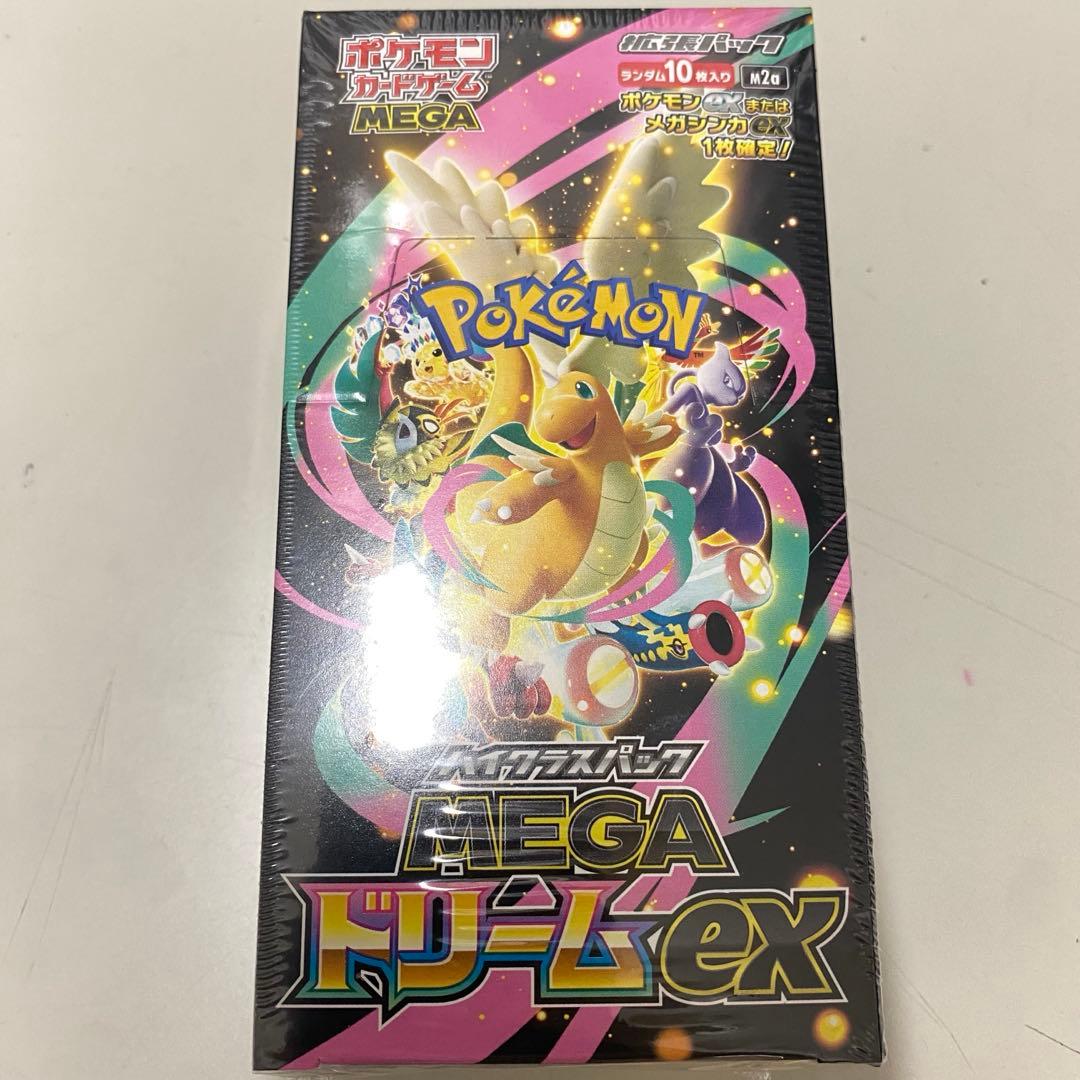 ポケモン
カードゲーム
MEGA
拡張パック
ランダム10枚入り M2a
ポケモンexまたは
メガシンカex
1枚確定!
POKéMON
TM
ハイクラスパック
MEGA
ドリームex